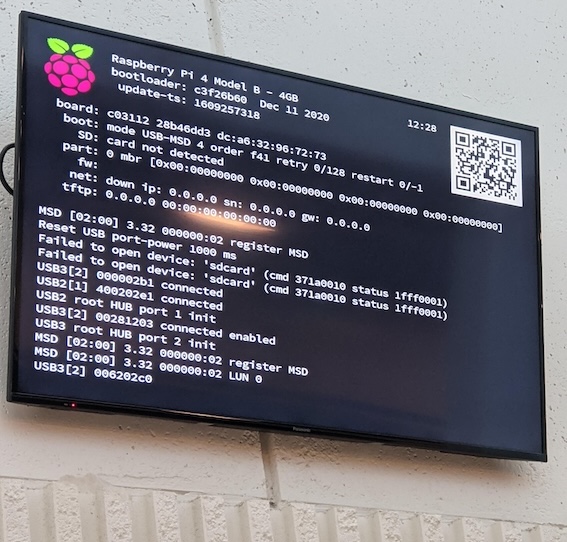 Raspberry Pi 4 Model B - 4GB
bootloader: c3f26b60 Dec 11 2020
update-ts: 1609257318
12:28
board: c03112 28b46dd3 dc:a6:32:96:72:73
boot: mode USB-MSD 4 order f41 retry 0/128 restart 0/-1
SD: card not detected
part: 0 mbr [0x00:00000000 0x00:00000000 0x00:00000000 0x00:00000000]
fw:
net: down ip: 0.0.0.0 sn: 0.0.0.0 gw: 0.0.0.0
tftp: 0.0.0.0 00:00:00:00:00:00
MSD [02:00] 3.32 000000:02 register MSD
Reset USB port-power 1000 ms
Failed to open device: 'sdcard' (cmd 371a0010 status 1fff0001)
Failed to open device: 'sdcard' (cmd 371a0010 status 1fff0001)
USB3[2] 000002b1 connected
USB2[1] 400202e1 connected
USB2 root HUB port 1 init
USB3[2] 00281203 connected enabled
USB3 root HUB port 2 init
MSD [02:00] 3.32 000000:02 register MSD
MSD [02:00] 3.32 000000:02 LUN 0
USB3[2] 006202c0
Panasonic